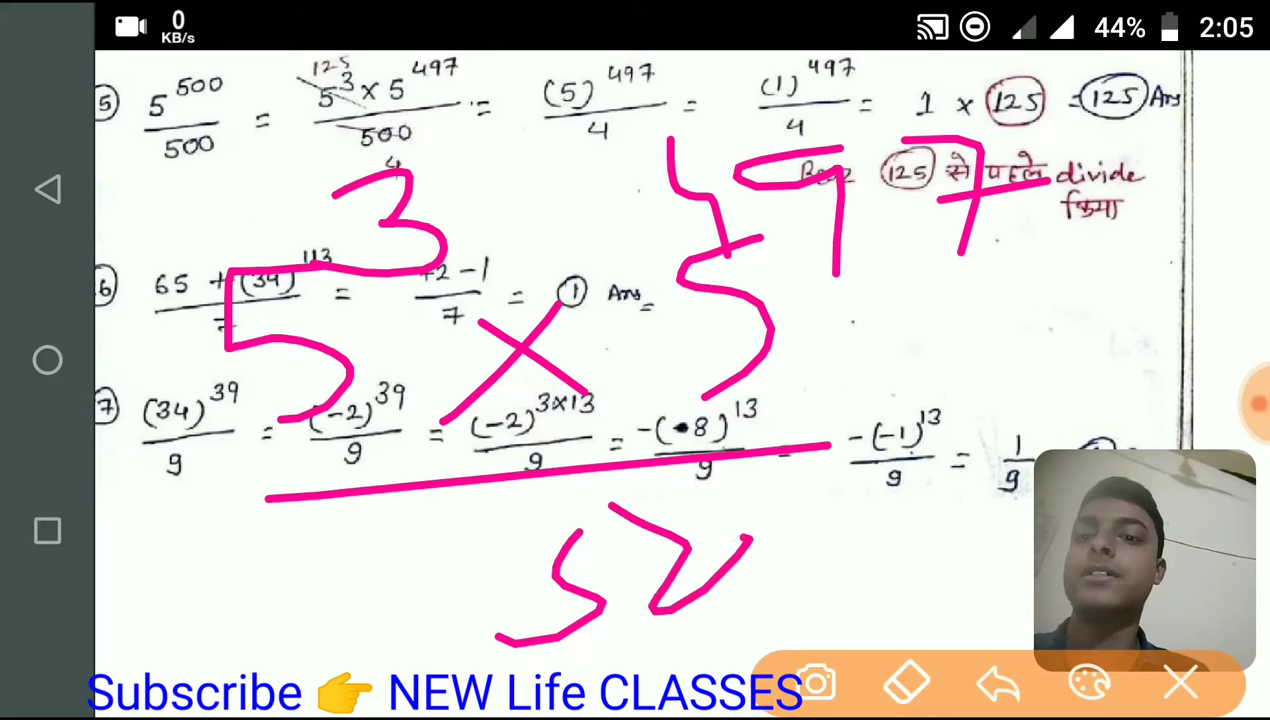 0
KB/s
44% 2:05
5 5^500/500 = 125 5^3 × 5^497/500 4 = (5)^497/4 = (1)^497/4 = 1 × 125 = 125 Ans
125 से पहले divide
किया
6 65 + (34)^113/7 = +2 - 1/7 = 1 Ans =
7 (34)^39/9 = (-2)^39/9 = (-2)^3×13/9 = -(8)^13/9 = -(-1)^13/9 = 1/9
5^3 × 5^497
Subscribe 👉 NEW Life CLASSES